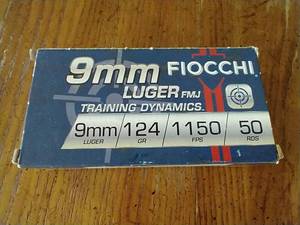 9mm FIOCCHI
LUGER FMJ
TRAINING DYNAMICS.
9mm 124 1150 50
LUGER GR FPS RDS